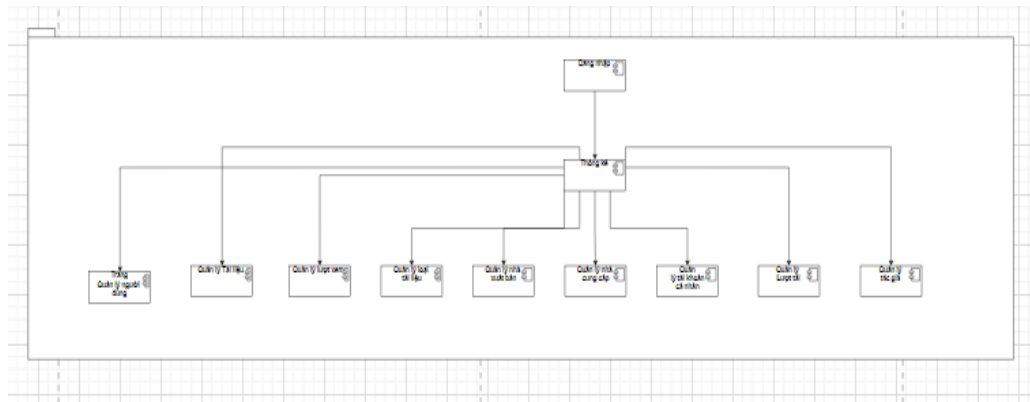 Đăng nhập
Thống kê
Trang
Quản lý người
dùng
Quản lý Tài liệu
Quản lý lượt xem
Quản lý loại
tài liệu
Quản lý nhà
xuất bản
Quản lý nhà
cung cấp
Quản
lý tài khoản
cá nhân
Quản lý
Lượt tải
Quản lý
tác giả